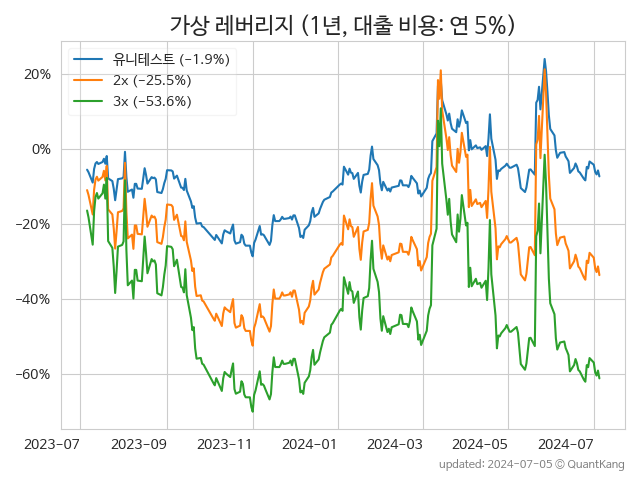 가상 레버리지 (1년, 대출 비용: 연 5%)
유니테스트 (−1.9%)
2x (−25.5%)
3x (−53.6%)
20%
0%
−20%
−40%
−60%
2023-07 2023-09 2023-11 2024-01 2024-03 2024-05 2024-07
updated: 2024-07-05 ⓒ QuantKang